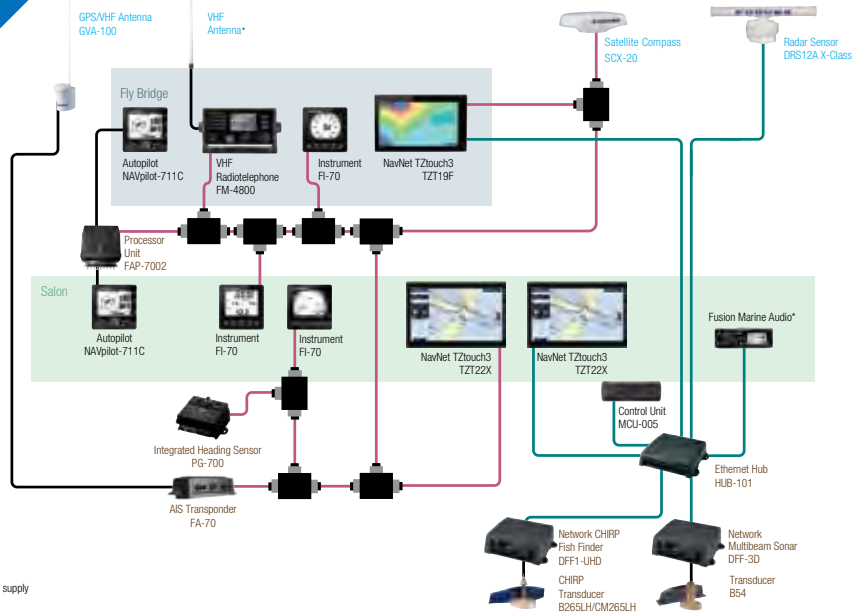 GPS/VHF Antenna
GVA-100
VHF
Antenna*
Satellite Compass
SCX-20
Radar Sensor
DRS12A X-Class
Fly Bridge
Autopilot
NAVpilot-711C
VHF
Radiotelephone
FM-4800
Instrument
FI-70
NavNet TZtouch3
TZT19F
Processor
Unit
FAP-7002
Salon
Autopilot
NAVpilot-711C
Instrument
FI-70
Instrument
FI-70
NavNet TZtouch3
TZT22X
NavNet TZtouch3
TZT22X
Fusion Marine Audio*
Control Unit
MCU-005
Integrated Heading Sensor
PG-700
Ethernet Hub
HUB-101
AIS Transponder
FA-70
Network CHIRP
Fish Finder
DFF1-UHD
Network
Multibeam Sonar
DFF-3D
CHIRP
Transducer
B265LH/CM265LH
Transducer
B54
supply